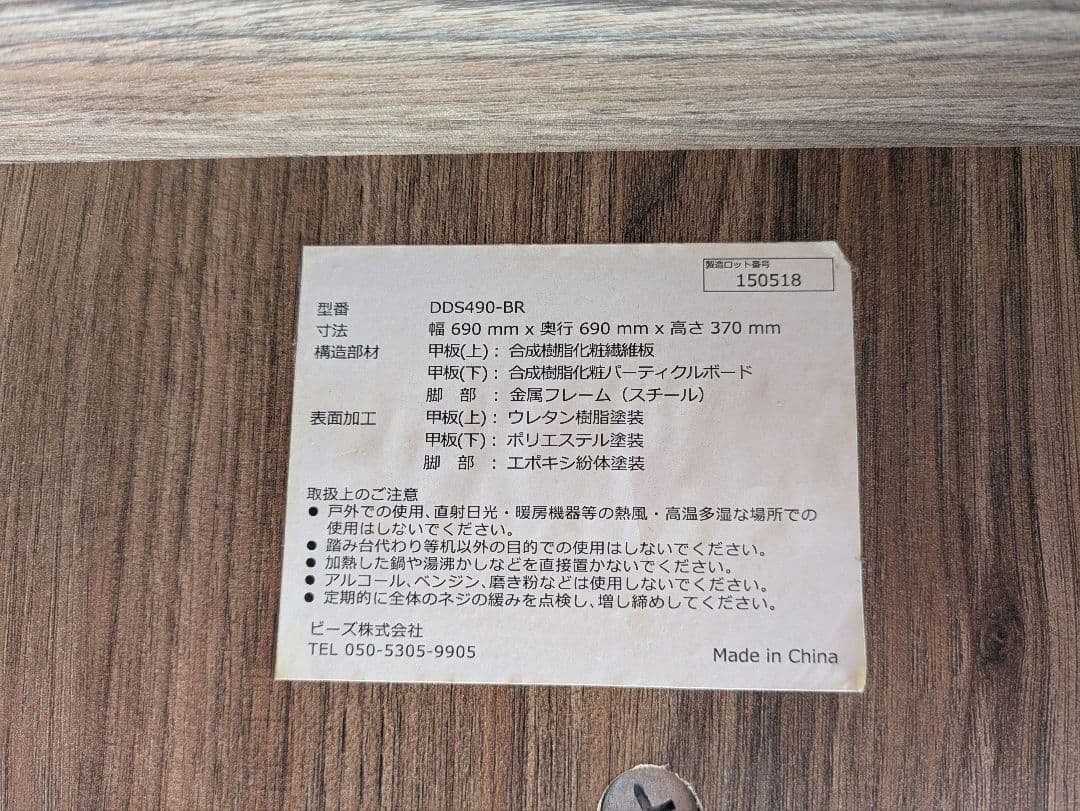 製造ロット番号
150518
型番 DDS490-BR
寸法 幅 690 mm x 奥行 690 mm x 高さ 370 mm
構造部材 甲板(上)：合成樹脂化粧繊維板
甲板(下)：合成樹脂化粧パーティクルボード
脚 部 ：金属フレーム（スチール）
表面加工 甲板(上)：ウレタン樹脂塗装
甲板(下)：ポリエステル塗装
脚 部 ：エポキシ紛体塗装
取扱上のご注意
● 戸外での使用、直射日光・暖房機器等の熱風・高温多湿な場所での
使用はしないでください。
● 踏み台代わり等机以外の目的での使用はしないでください。
● 加熱した鍋や湯沸かしなどを直接置かないでください。
● アルコール、ベンジン、磨き粉などは使用しないでください。
● 定期的に全体のネジの緩みを点検し、増し締めしてください。
ビーズ株式会社
TEL 050-5305-9905
Made in China